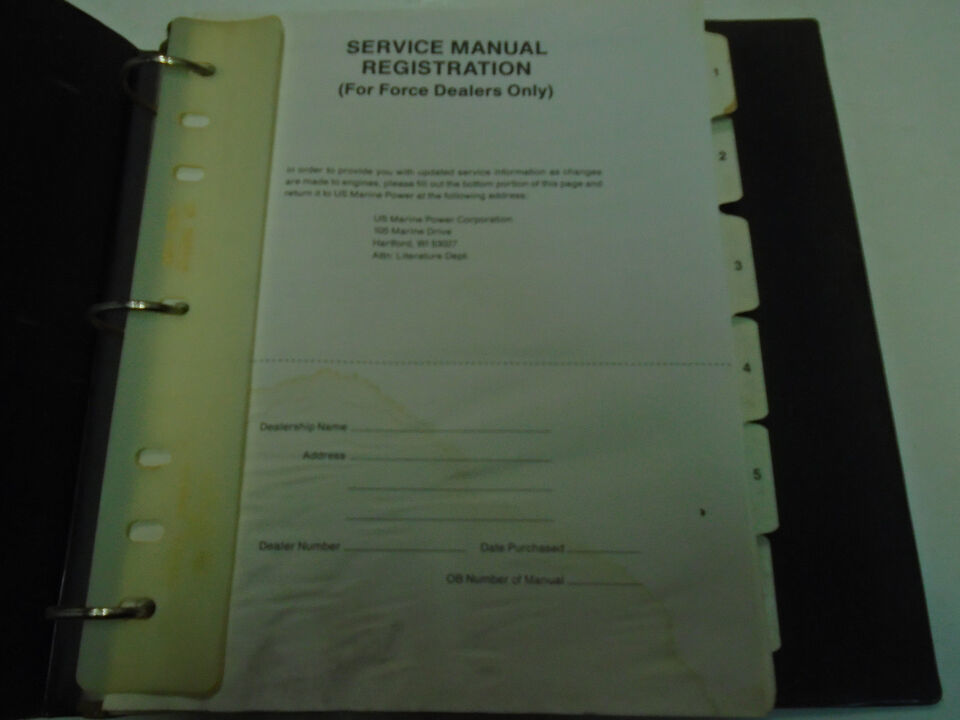 SERVICE MANUAL
REGISTRATION
(For Force Dealers Only)
In order to provide you with updated service information as changes
are made to engines, please fill out the bottom portion of this page and
return it to US Marine Power at the following address:
US Marine Power Corporation
105 Marine Drive
Hartford, WI 53027
Attn: Literature Dept.
Dealership Name
Address
Dealer Number
Date Purchased
OB Number of Manual
1
2
3
4
5